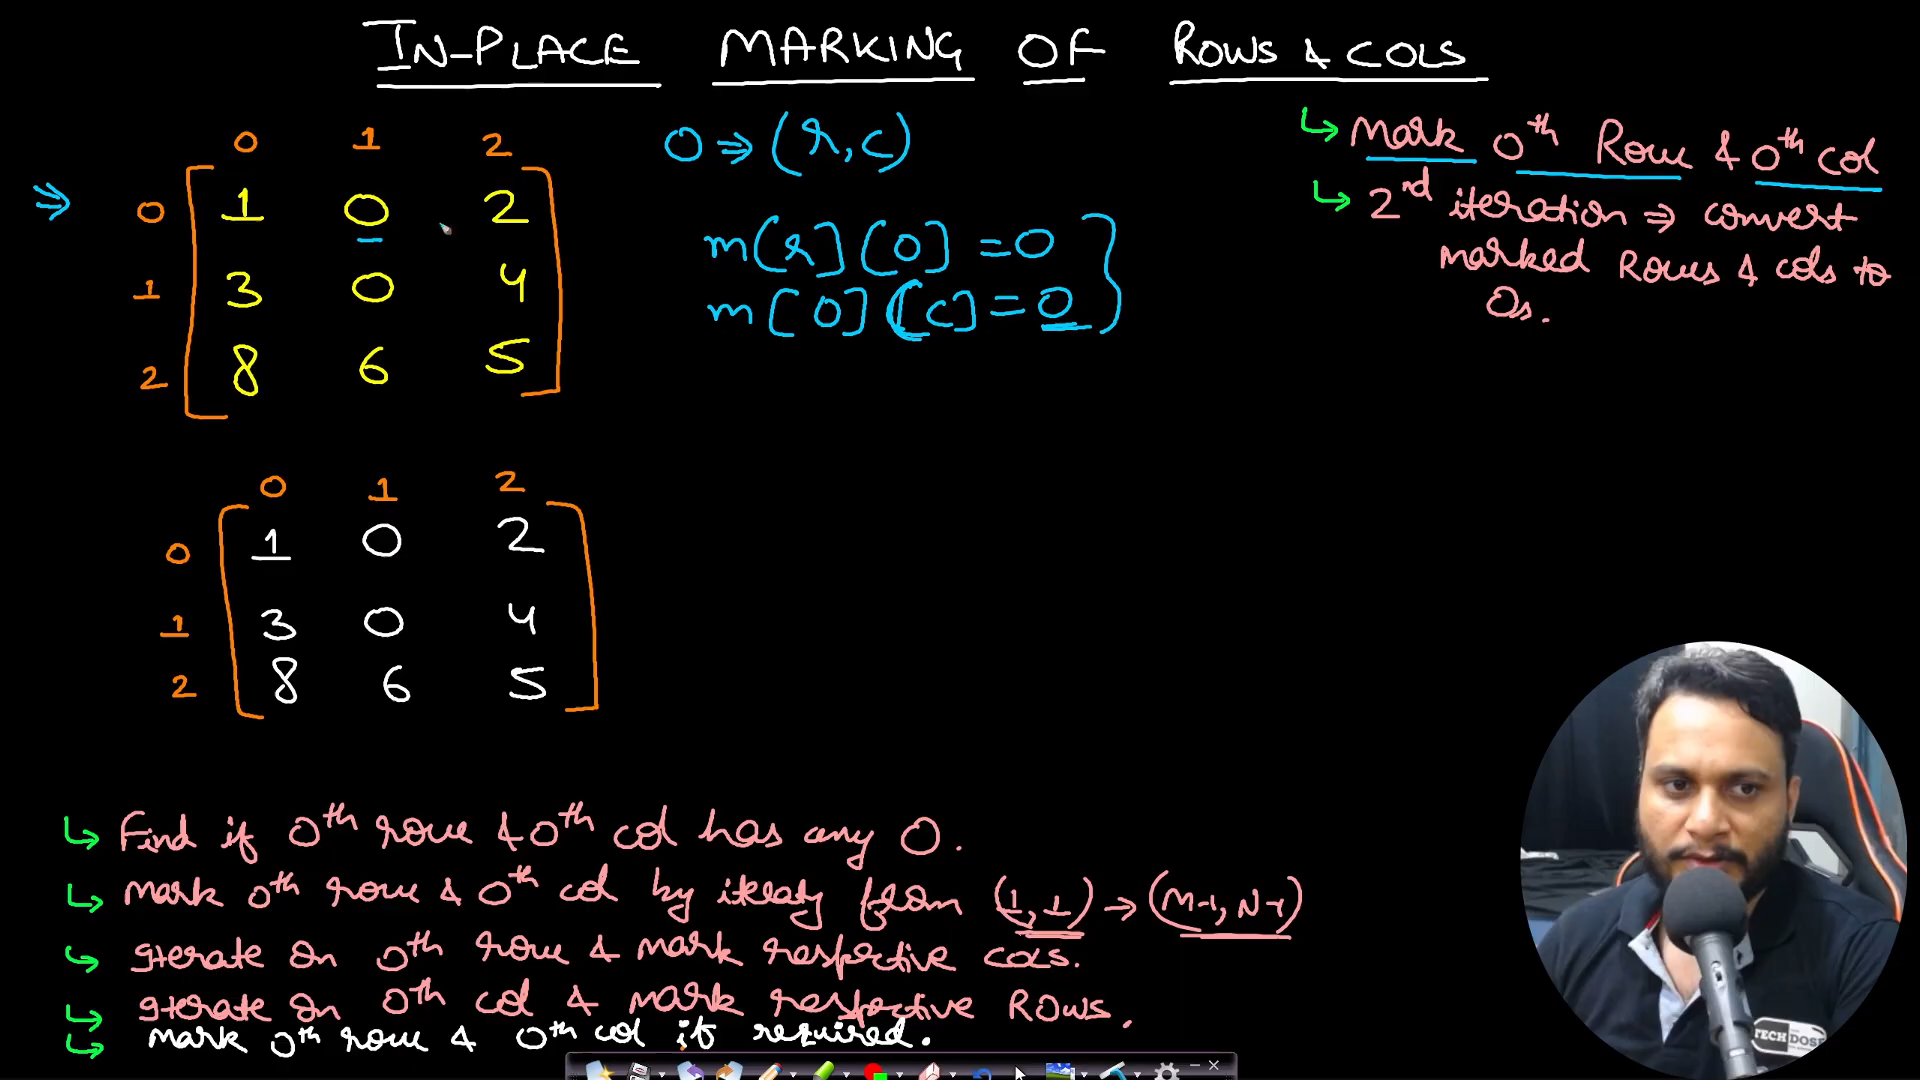 IN-PLACE MARKING OF ROWS & COLS
0 1 2
0 1 0 2
1 3 0 4
2 8 6 5
0 ⇒ (r,c)
m[r][0] = 0
m[0][c] = 0
↳ Mark 0th Row & 0th col
↳ 2nd iteration ⇒ convert
marked Rows & cols to
0s.
0 1 2
0 1 0 2
1 3 0 4
2 8 6 5
↳ Find if 0th row & 0th col has any 0.
↳ Mark 0th row & 0th col by iteraty from (1,1) → (M-1, N-1)
↳ Iterate on 0th row & mark respective cols.
↳ Iterate on 0th col & mark respective Rows.
↳ Mark 0th row & 0th col if required.
TECH DOSE